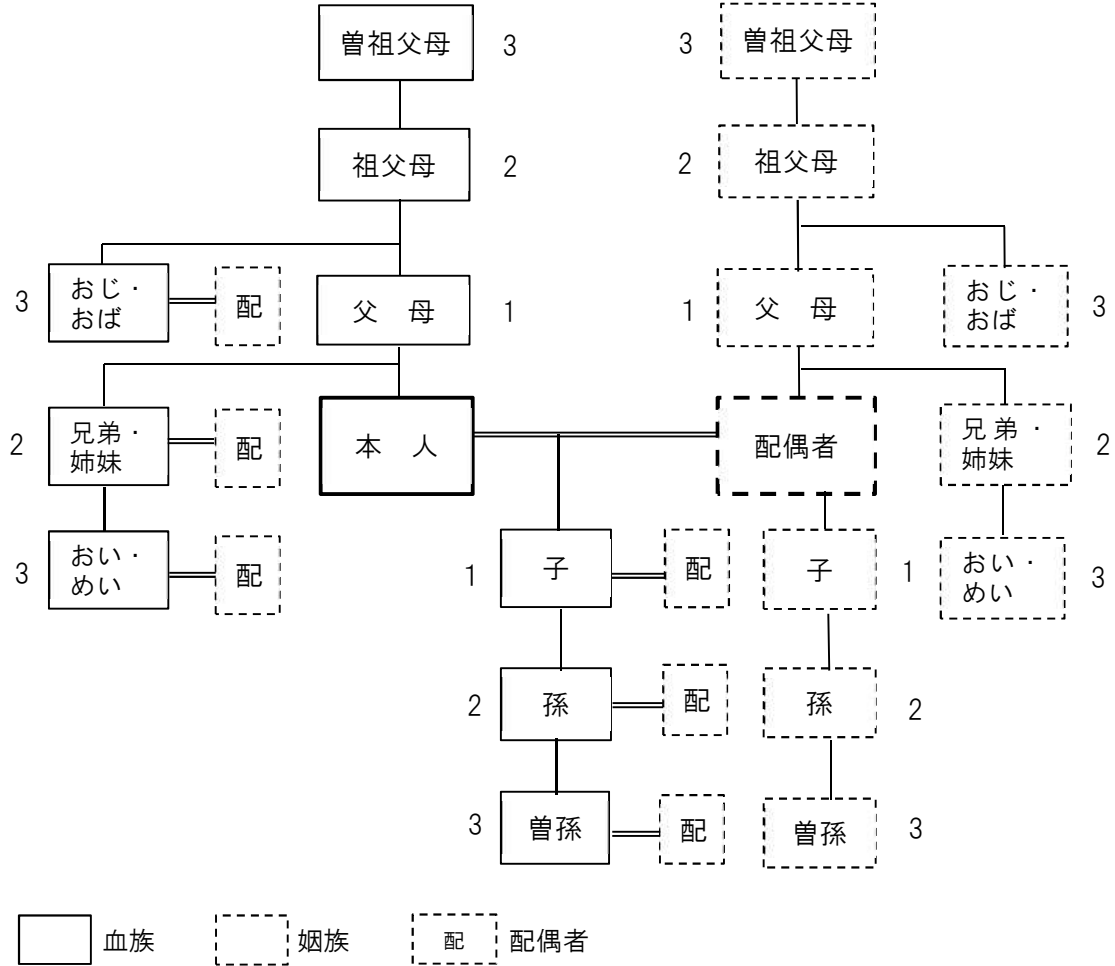 曽祖父母 3
3 曽祖父母
祖父母 2
2 祖父母
3 おじ・
おば
配
父 母 1
1 父 母
おじ・
おば
3
2 兄弟・
姉妹
配
本 人
配偶者
兄弟・
姉妹
2
3 おい・
めい
配
1 子
配
子 1
おい・
めい
3
2 孫
配
孫 2
3 曽孫
配
曽孫 3
血族
姻族
配 配偶者